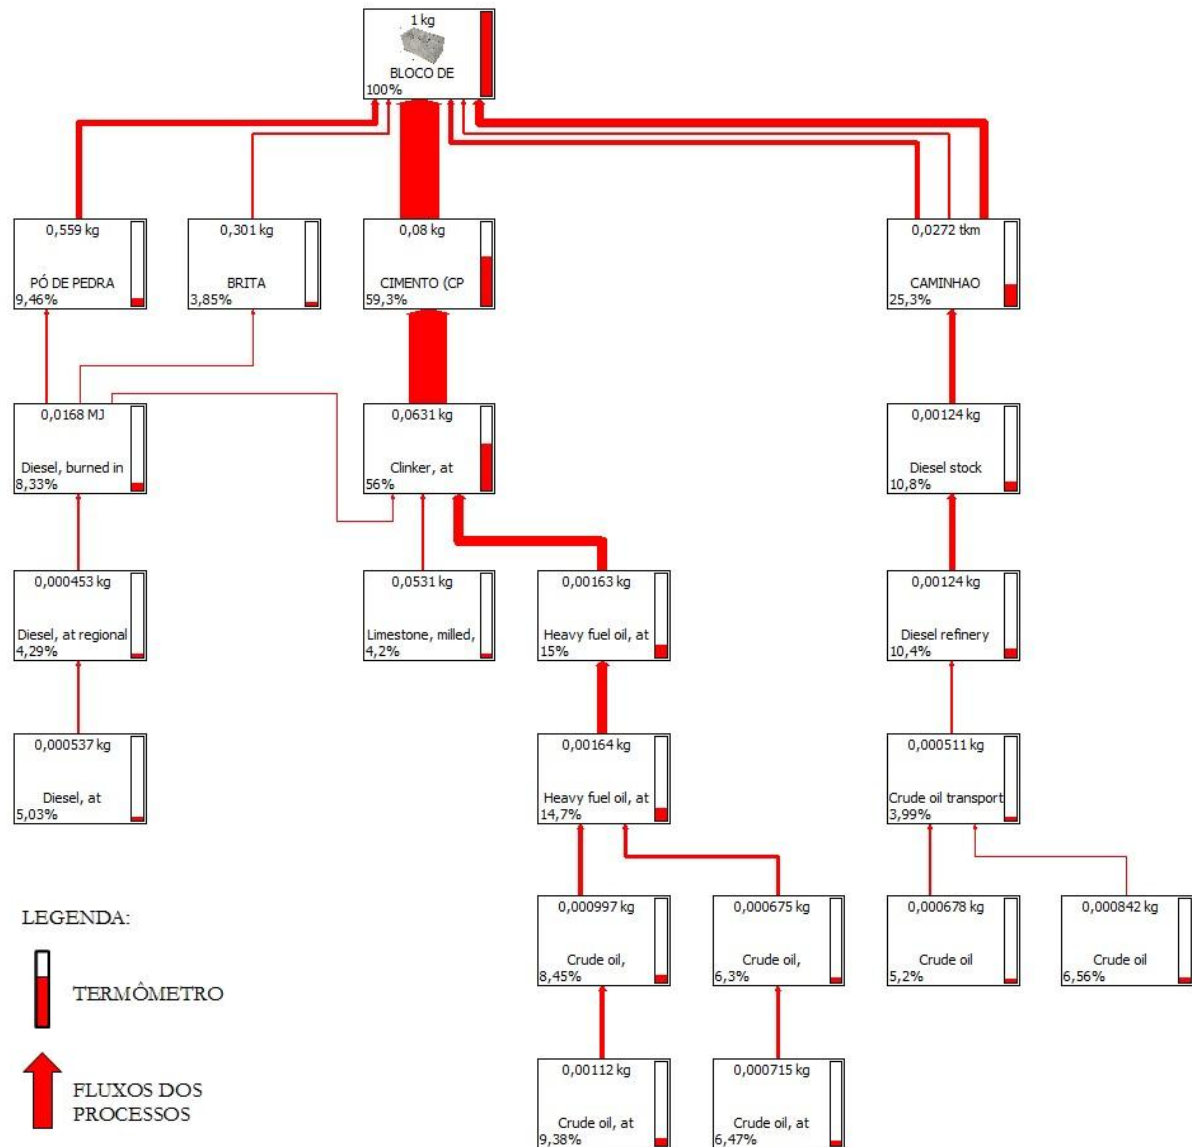 1 kg
BLOCO DE
100%
0,559 kg
PÓ DE PEDRA
9,46%
0,301 kg
BRITA
3,85%
0,08 kg
CIMENTO (CP
59,3%
0,0272 tkm
CAMINHAO
25,3%
0,0168 MJ
Diesel, burned in
8,33%
0,0631 kg
Clinker, at
56%
0,00124 kg
Diesel stock
10,8%
0,000453 kg
Diesel, at regional
4,29%
0,0531 kg
Limestone, milled,
4,2%
0,00163 kg
Heavy fuel oil, at
15%
0,00124 kg
Diesel refinery
10,4%
0,000537 kg
Diesel, at
5,03%
0,00164 kg
Heavy fuel oil, at
14,7%
0,000511 kg
Crude oil transport
3,99%
0,000997 kg
Crude oil,
8,45%
0,000675 kg
Crude oil,
6,3%
0,000678 kg
Crude oil
5,2%
0,000842 kg
Crude oil
6,56%
0,00112 kg
Crude oil, at
9,38%
0,000715 kg
Crude oil, at
6,47%
LEGENDA:
TERMÔMETRO
FLUXOS DOS
PROCESSOS